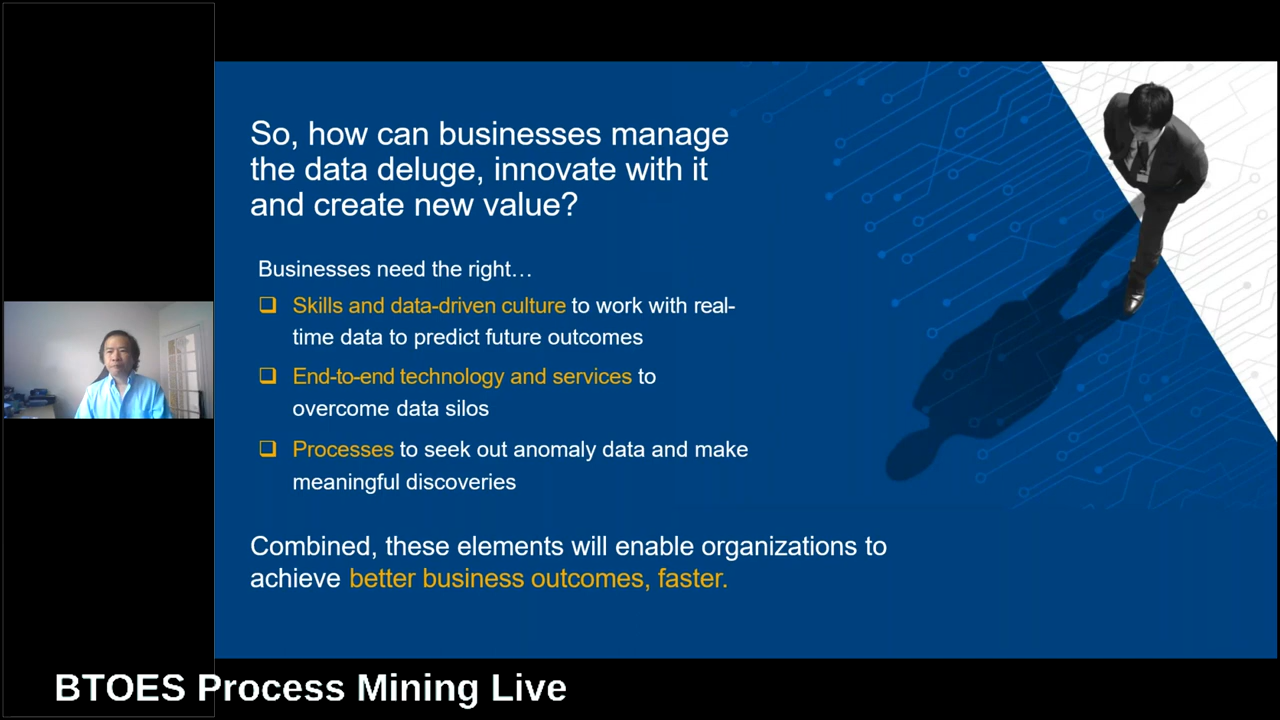 So, how can businesses manage
the data deluge, innovate with it
and create new value?
Businesses need the right…
❑ Skills and data-driven culture to work with real-
time data to predict future outcomes
❑ End-to-end technology and services to
overcome data silos
❑ Processes to seek out anomaly data and make
meaningful discoveries
Combined, these elements will enable organizations to
achieve better business outcomes, faster.
BTOES Process Mining Live